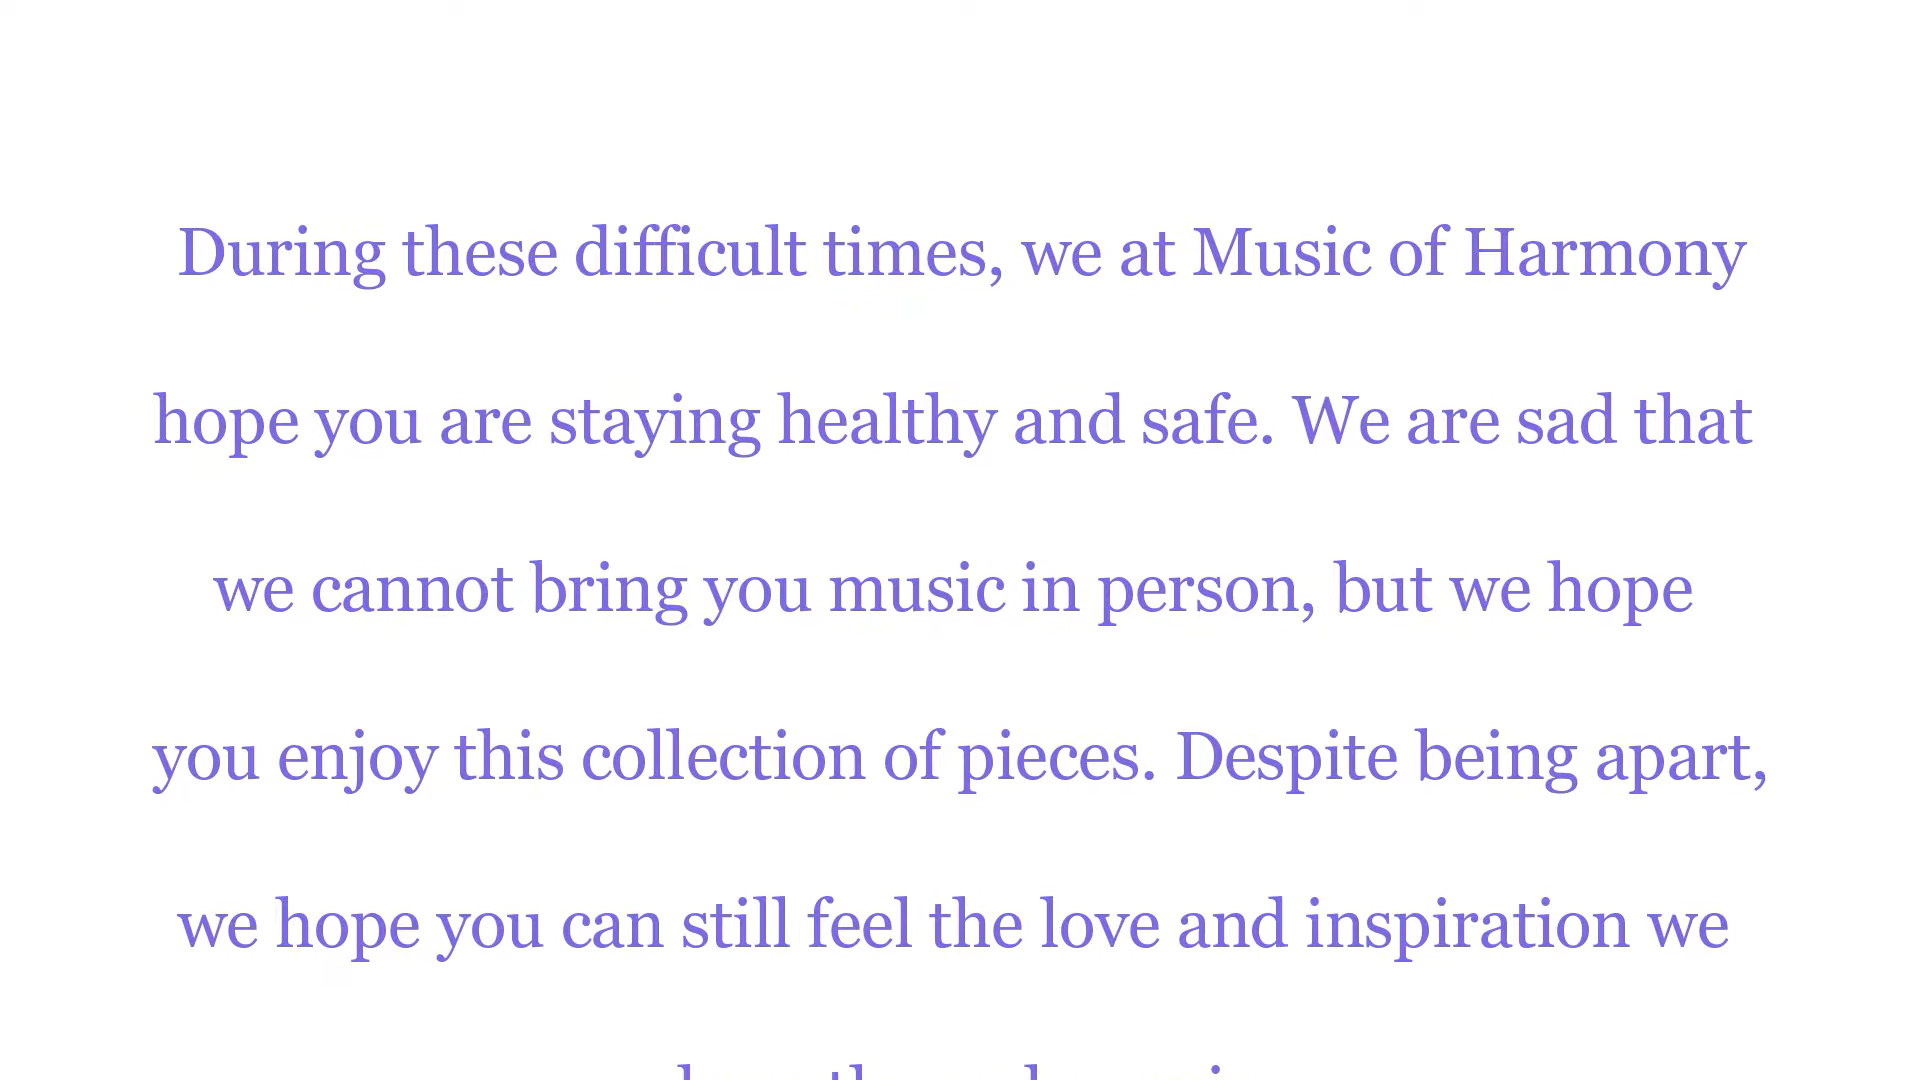 During these difficult times, we at Music of Harmony
hope you are staying healthy and safe. We are sad that
we cannot bring you music in person, but we hope
you enjoy this collection of pieces. Despite being apart,
we hope you can still feel the love and inspiration we